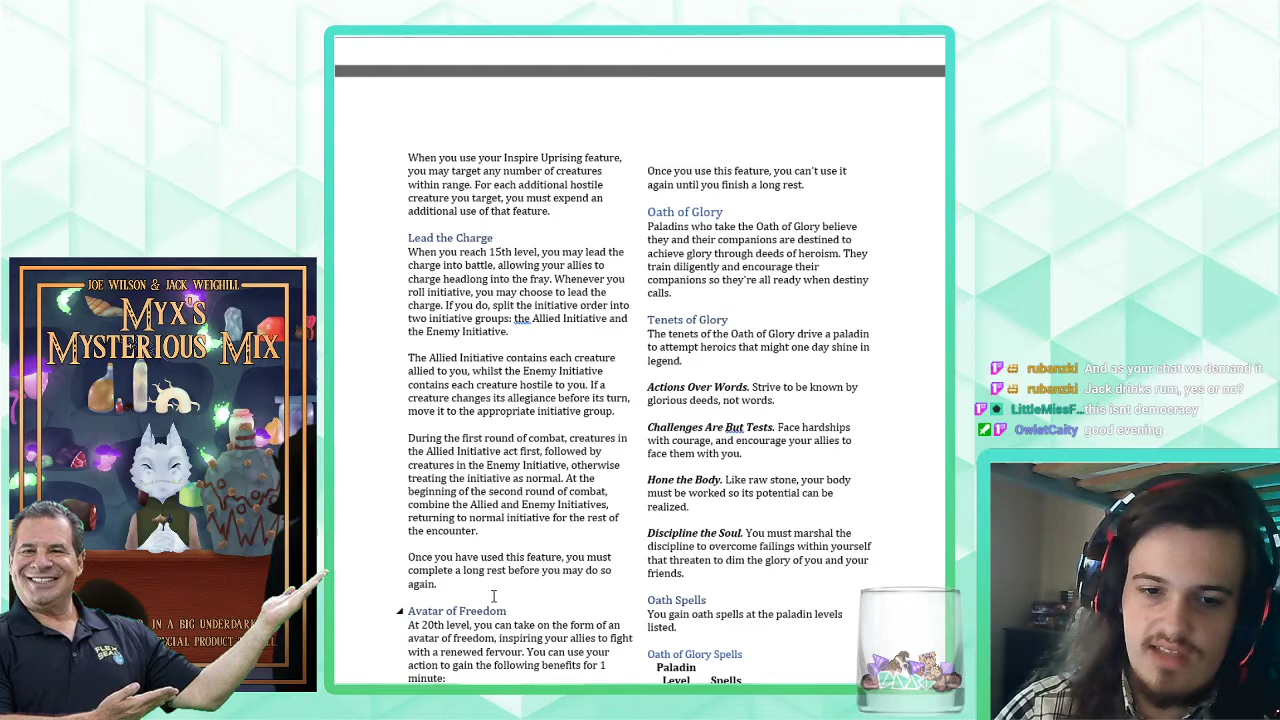 When you use your Inspire Uprising feature,
you may target any number of creatures
within range. For each additional hostile
creature you target, you must expend an
additional use of that feature.
Lead the Charge
When you reach 15th level, you may lead the
charge into battle, allowing your allies to
charge headlong into the fray. Whenever you
roll initiative, you may choose to lead the
charge. If you do, split the initiative order into
two initiative groups: the Allied Initiative and
the Enemy Initiative.
The Allied Initiative contains each creature
allied to you, whilst the Enemy Initiative
contains each creature hostile to you. If a
creature changes its allegiance before its turn,
move it to the appropriate initiative group.
During the first round of combat, creatures in
the Allied Initiative act first, followed by
creatures in the Enemy Initiative, otherwise
treating the initiative as normal. At the
beginning of the second round of combat,
combine the Allied and Enemy Initiatives,
returning to normal initiative for the rest of
the encounter.
Once you have used this feature, you must
complete a long rest before you may do so
again.
Avatar of Freedom
At 20th level, you can take on the form of an
avatar of freedom, inspiring your allies to fight
with a renewed fervour. You can use your
action to gain the following benefits for 1
minute:
Once you use this feature, you can't use it
again until you finish a long rest.
Oath of Glory
Paladins who take the Oath of Glory believe
they and their companions are destined to
achieve glory through deeds of heroism. They
train diligently and encourage their
companions so they're all ready when destiny
calls.
Tenets of Glory
The tenets of the Oath of Glory drive a paladin
to attempt heroics that might one day shine in
legend.
Actions Over Words. Strive to be known by
glorious deeds, not words.
Challenges Are But Tests. Face hardships
with courage, and encourage your allies to
face them with you.
Hone the Body. Like raw stone, your body
must be worked so its potential can be
realized.
Discipline the Soul. You must marshal the
discipline to overcome failings within yourself
that threaten to dim the glory of you and your
friends.
Oath Spells
You gain oath spells at the paladin levels
listed.
Oath of Glory Spells
Paladin
Level Spells
JOE WILSON & JACK WEIGHILL
MYX'S
MYSTERIOUS MIX
IN A BIG UNDERDAR
SPECIAL PRODUCT
FLEX
SEAL
rubanzki And as your chat we demand it
rubanzki Jack drinks rum, yes or no?
LittleMissF... this isnt democracy
OwletCaity good evening